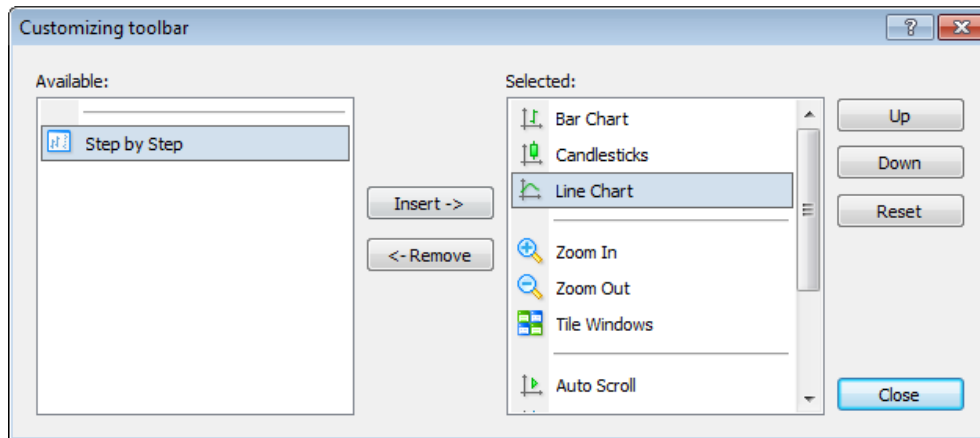 Customizing toolbar
Available:
Step by Step
Insert ->
<- Remove
Selected:
Bar Chart
Candlesticks
Line Chart
Zoom In
Zoom Out
Tile Windows
Auto Scroll
Up
Down
Reset
Close